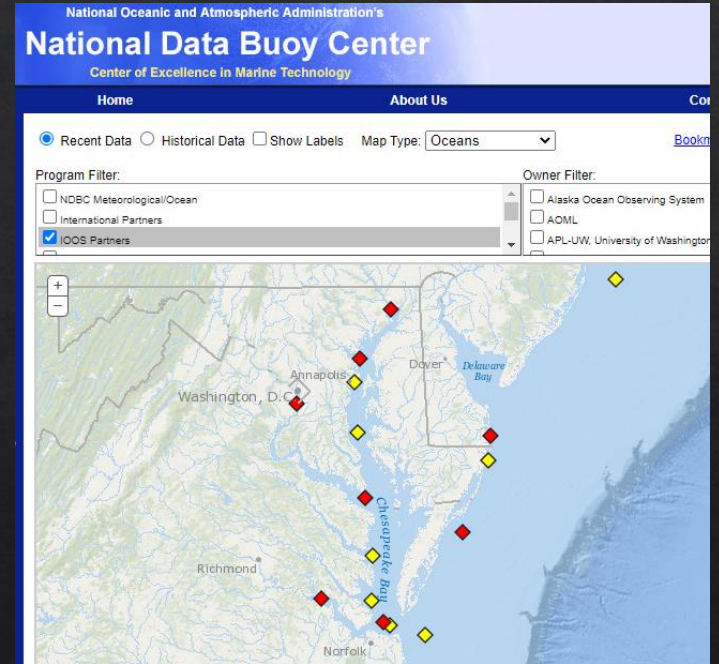 National Oceanic and Atmospheric Administration's
National Data Buoy Center
Center of Excellence in Marine Technology
Home About Us
Recent Data Historical Data Show Labels Map Type: Oceans
Program Filter: Owner Filter:
NDBC Meteorological/Ocean
International Partners
IOOS Partners
Alaska Ocean Observing System
AOML
APL-UW, University of Washington
+
−
Annapolis
Dover
Delaware
Bay
Washington, D.C.
Chesapeake Bay
Richmond
Norfolk